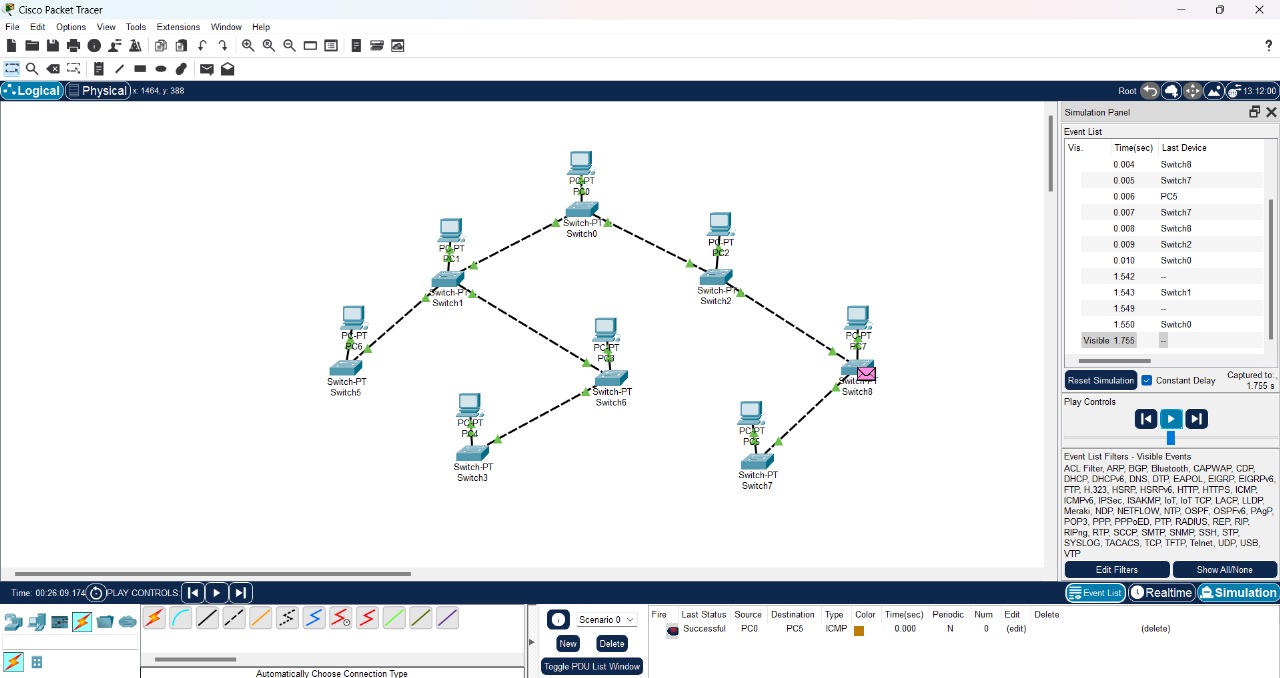 Cisco Packet Tracer
File Edit Options View Tools Extensions Window Help
?
Logical Physical x: 1464, y: 388
Root 13:12:00
PC-PT
PC0
Switch-PT
Switch0
PC-PT
PC1
Switch-PT
Switch1
PC-PT
PC2
Switch-PT
Switch2
PC-PT
PC6
Switch-PT
Switch5
PC-PT
PC3
Switch-PT
Switch6
PC-PT
PC7
Switch-PT
Switch8
PC-PT
PC4
Switch-PT
Switch3
PC-PT
PC5
Switch-PT
Switch7
Simulation Panel
Event List
Vis. Time(sec) Last Device
0.004 Switch8
0.005 Switch7
0.006 PC5
0.007 Switch7
0.008 Switch8
0.009 Switch2
0.010 Switch0
1.542 --
1.543 Switch1
1.549 --
1.550 Switch0
Visible 1.755 --
Reset Simulation Constant Delay Captured to:
1.755 s
Play Controls
Event List Filters - Visible Events
ACL Filter, ARP, BGP, Bluetooth, CAPWAP, CDP,
DHCP, DHCPv6, DNS, DTP, EAPOL, EIGRP, EIGRPv6,
FTP, H.323, HSRP, HSRPv6, HTTP, HTTPS, ICMP,
ICMPv6, IPSec, ISAKMP, IoT, IoT TCP, LACP, LLDP,
Meraki, NDP, NETFLOW, NTP, OSPF, OSPFv6, PAgP,
POP3, PPP, PPPoED, PTP, RADIUS, REP, RIP,
RIPng, RTP, SCCP, SMTP, SNMP, SSH, STP,
SYSLOG, TACACS, TCP, TFTP, Telnet, UDP, USB,
VTP
Edit Filters Show All/None
Time: 00:26:09.174 PLAY CONTROLS:
Event List Realtime Simulation
Automatically Choose Connection Type
Scenario 0
New Delete
Toggle PDU List Window
Fire Last Status Source Destination Type Color Time(sec) Periodic Num Edit Delete
Successful PC0 PC5 ICMP 0.000 N 0 (edit) (delete)